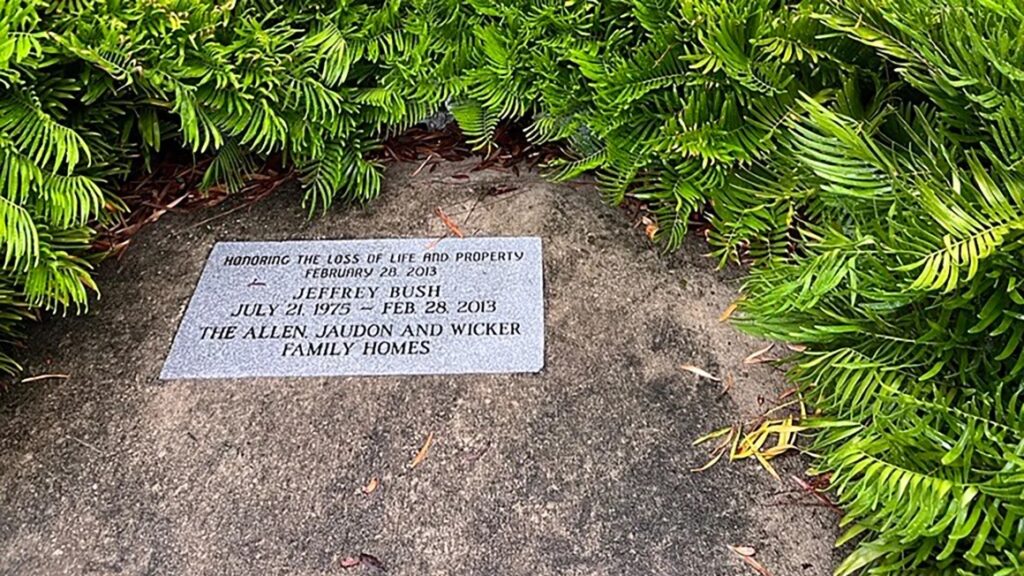 HONORING THE LOSS OF LIFE AND PROPERTY
FEBRUARY 28, 2013
JEFFREY BUSH
JULY 21, 1975 ~ FEB. 28, 2013
THE ALLEN, JAUDON AND WICKER
FAMILY HOMES